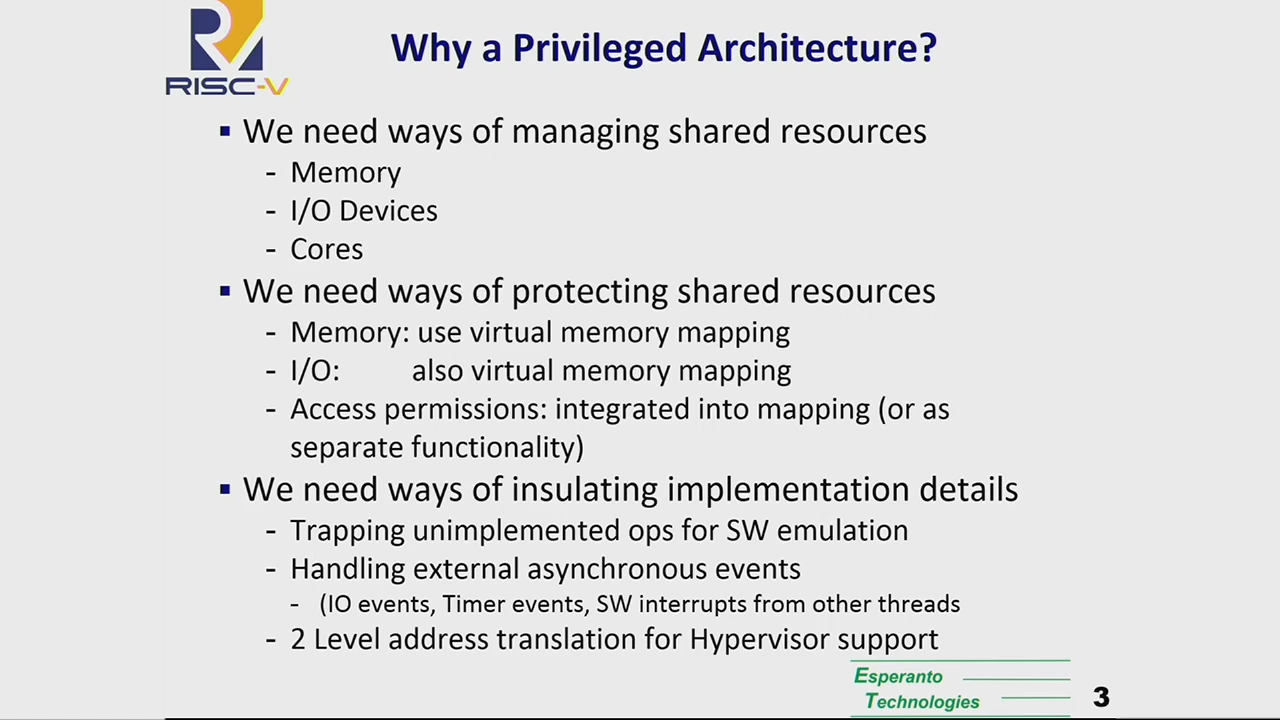 RISC-V
Why a Privileged Architecture?
▪ We need ways of managing shared resources
- Memory
- I/O Devices
- Cores
▪ We need ways of protecting shared resources
- Memory: use virtual memory mapping
- I/O: also virtual memory mapping
- Access permissions: integrated into mapping (or as
separate functionality)
▪ We need ways of insulating implementation details
- Trapping unimplemented ops for SW emulation
- Handling external asynchronous events
- (IO events, Timer events, SW interrupts from other threads
- 2 Level address translation for Hypervisor support
Esperanto
Technologies
3